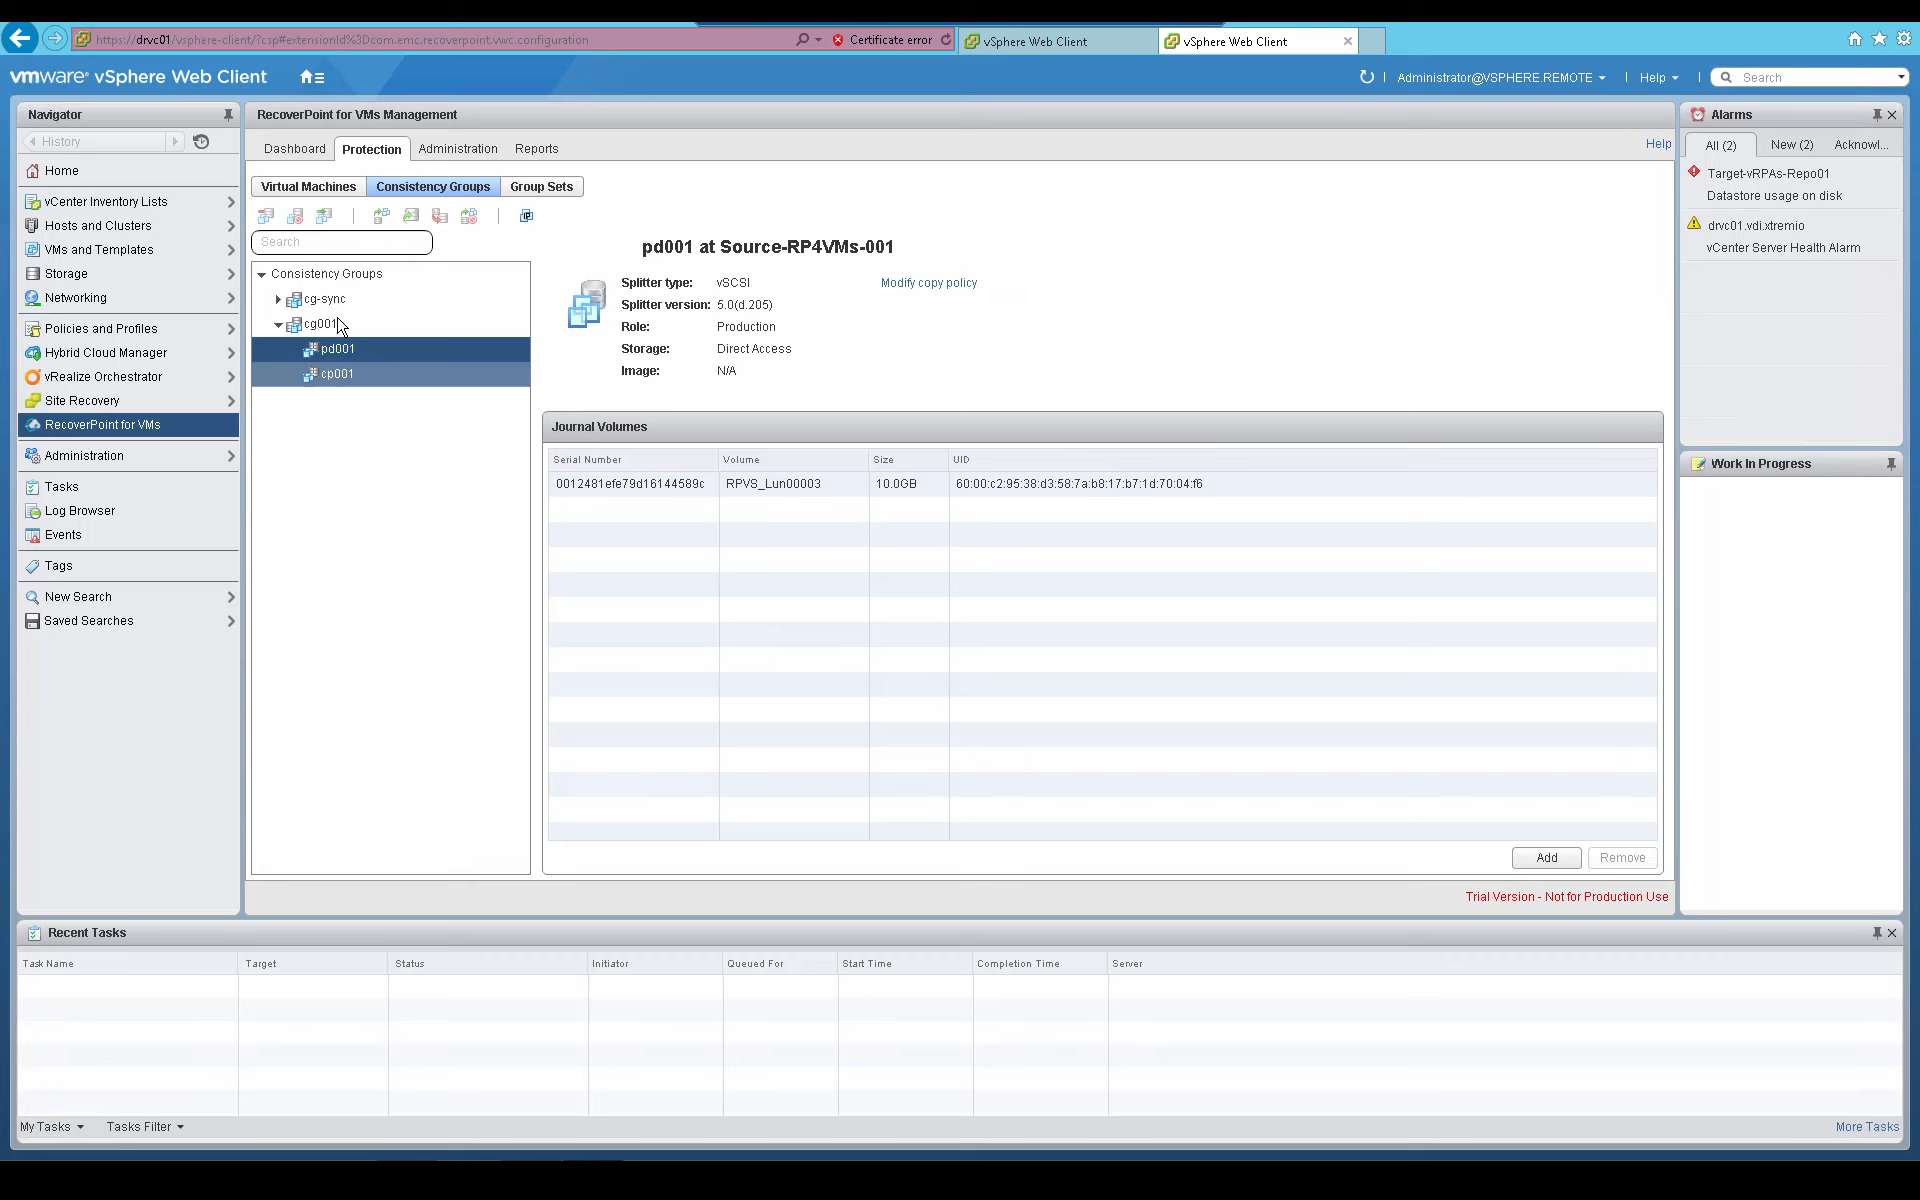 https://drvc01/vsphere-client/?csp#extensionId%3Dcom.emc.recoverpoint.vwc.configuration
Certificate error
vSphere Web Client
vSphere Web Client
vmware® vSphere Web Client
Administrator@VSPHERE.REMOTE
Help
Search
Navigator
History
Home
vCenter Inventory Lists
Hosts and Clusters
VMs and Templates
Storage
Networking
Policies and Profiles
Hybrid Cloud Manager
vRealize Orchestrator
Site Recovery
RecoverPoint for VMs
Administration
Tasks
Log Browser
Events
Tags
New Search
Saved Searches
RecoverPoint for VMs Management
Dashboard Protection Administration Reports
Help
Virtual Machines Consistency Groups Group Sets
Search
Consistency Groups
cg-sync
cg001
pd001
cp001
pd001 at Source-RP4VMs-001
Splitter type: vSCSI
Modify copy policy
Splitter version: 5.0(d.205)
Role: Production
Storage: Direct Access
Image: N/A
Journal Volumes
Serial Number Volume Size UID
0012481efe79d16144589c RPVS_Lun00003 10.0GB 60:00:c2:95:38:d3:58:7a:b8:17:b7:1d:70:04:f6
Add Remove
Trial Version - Not for Production Use
Alarms
All (2) New (2) Acknowl...
Target-vRPAs-Repo01
Datastore usage on disk
drvc01.vdi.xtremio
vCenter Server Health Alarm
Work In Progress
Recent Tasks
Task Name Target Status Initiator Queued For Start Time Completion Time Server
My Tasks Tasks Filter
More Tasks